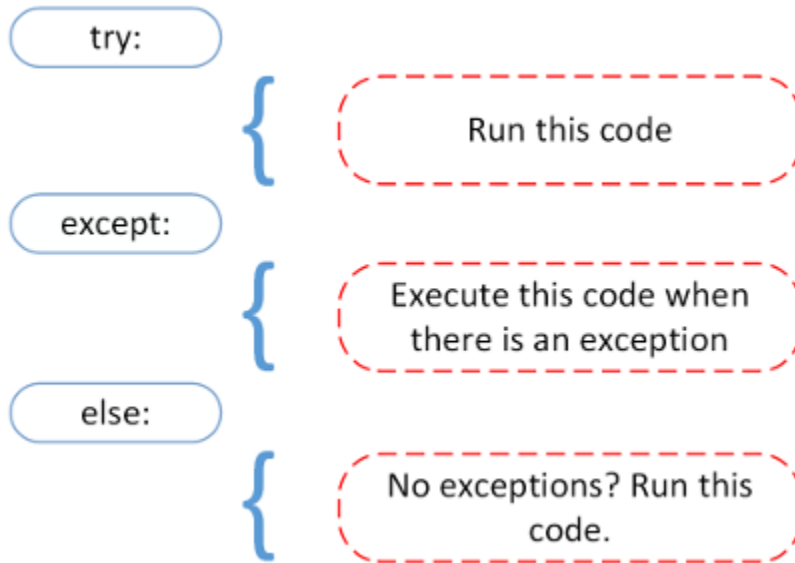 try:
Run this code
except:
Execute this code when
there is an exception
else:
No exceptions? Run this
code.